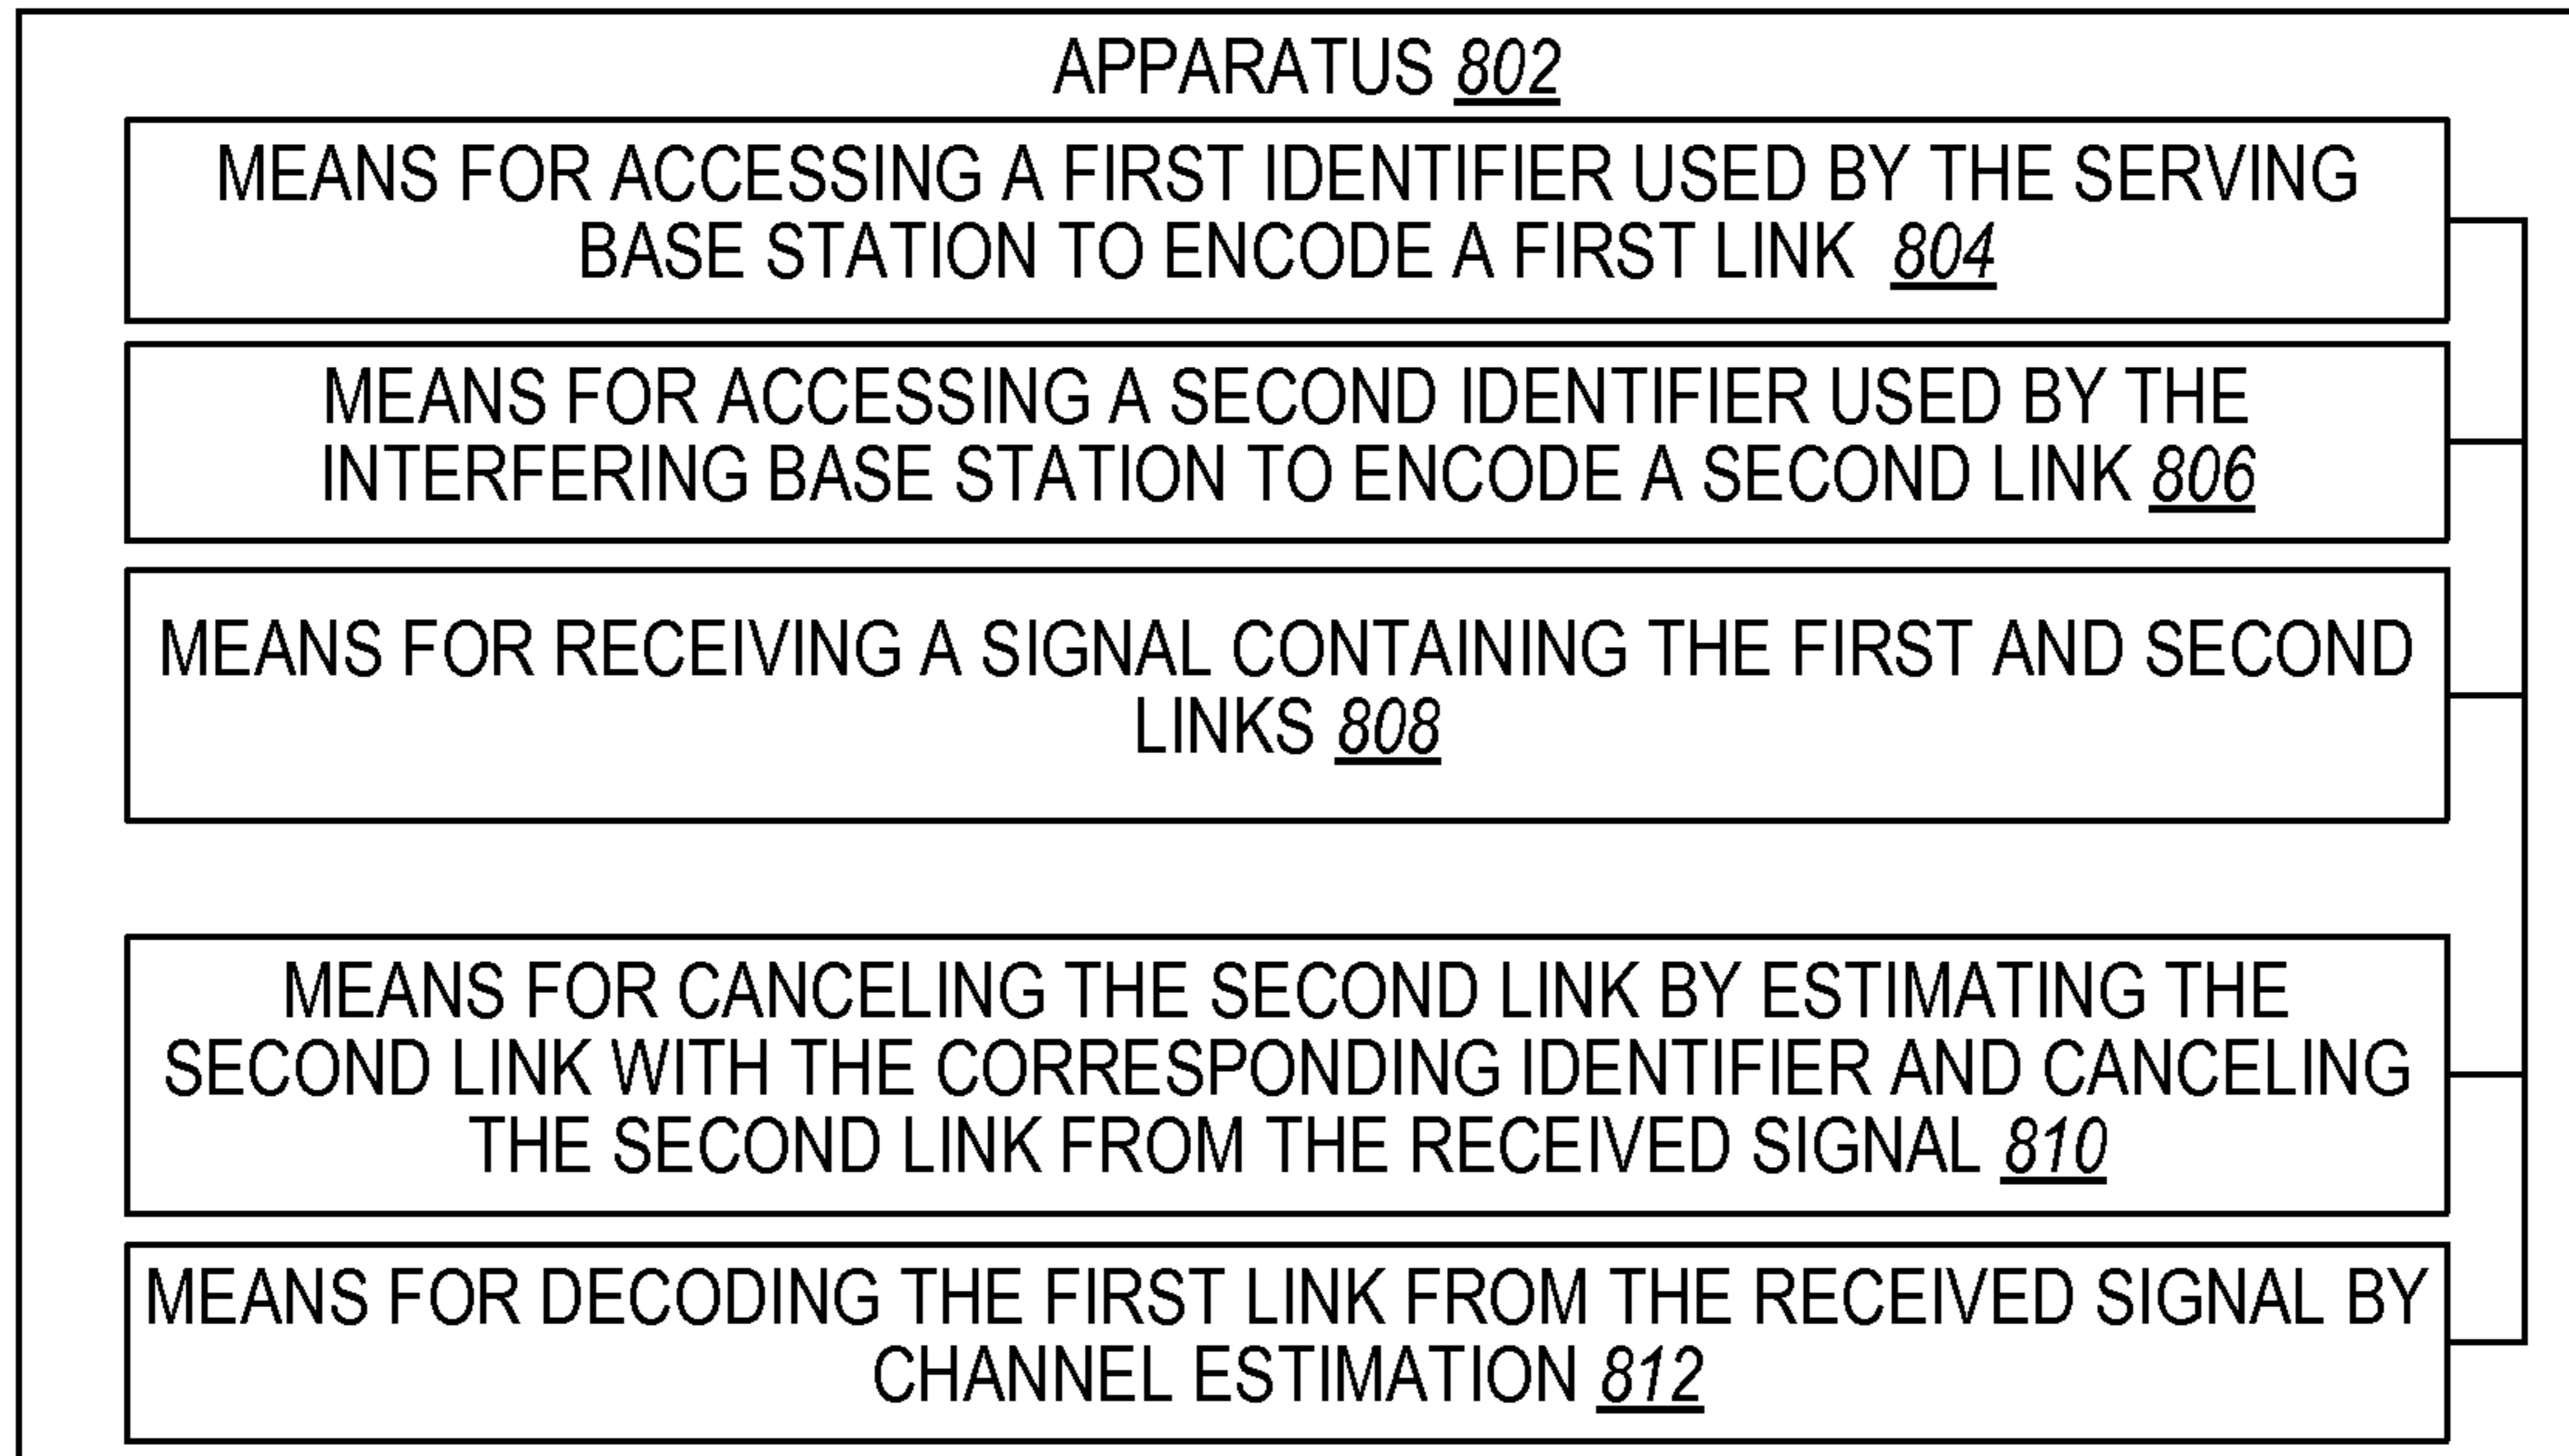 APPARATUS 802
MEANS FOR ACCESSING A FIRST IDENTIFIER USED BY THE SERVING
BASE STATION TO ENCODE A FIRST LINK 804
MEANS FOR ACCESSING A SECOND IDENTIFIER USED BY THE
INTERFERING BASE STATION TO ENCODE A SECOND LINK 806
MEANS FOR RECEIVING A SIGNAL CONTAINING THE FIRST AND SECOND
LINKS 808
MEANS FOR CANCELING THE SECOND LINK BY ESTIMATING THE
SECOND LINK WITH THE CORRESPONDING IDENTIFIER AND CANCELING
THE SECOND LINK FROM THE RECEIVED SIGNAL 810
MEANS FOR DECODING THE FIRST LINK FROM THE RECEIVED SIGNAL BY
CHANNEL ESTIMATION 812